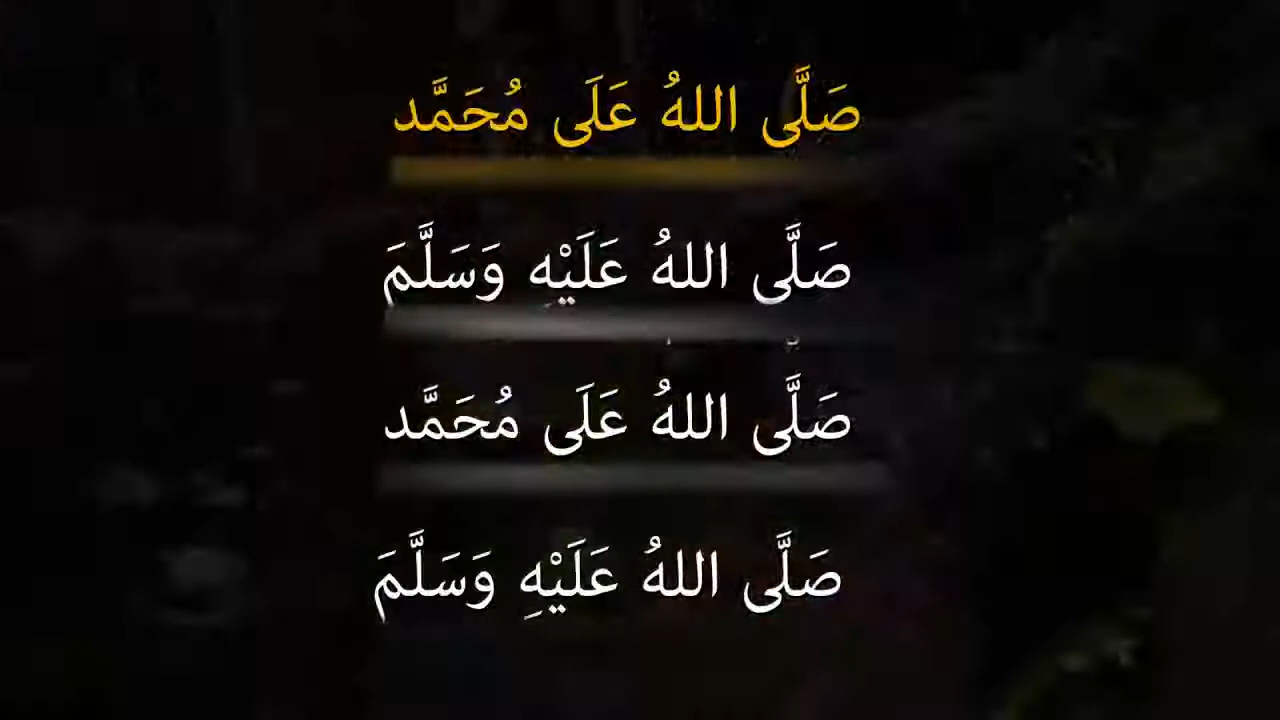 صَلَّى اللهُ عَلَى مُحَمَّد
صَلَّى اللهُ عَلَيْهِ وَسَلَّمَ
صَلَّى اللهُ عَلَى مُحَمَّد
صَلَّى اللهُ عَلَيْهِ وَسَلَّمَ